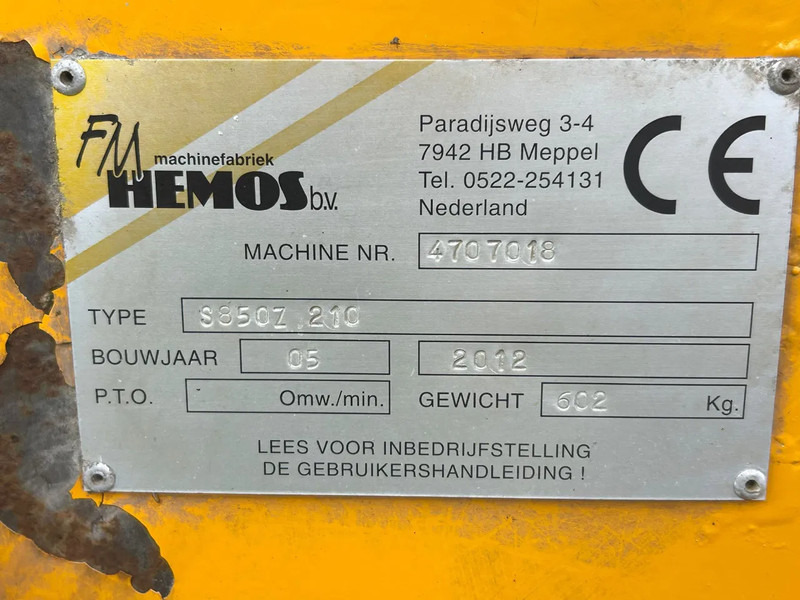 FM
machinefabriek
HEMOS b.v.
Paradijsweg 3-4
7942 HB Meppel
Tel. 0522-254131
Nederland
CE
MACHINE NR. 4707018
TYPE S850Z 210
BOUWJAAR 05 2012
P.T.O. Omw./min. GEWICHT 602 Kg.
LEES VOOR INBEDRIJFSTELLING
DE GEBRUIKERSHANDLEIDING !